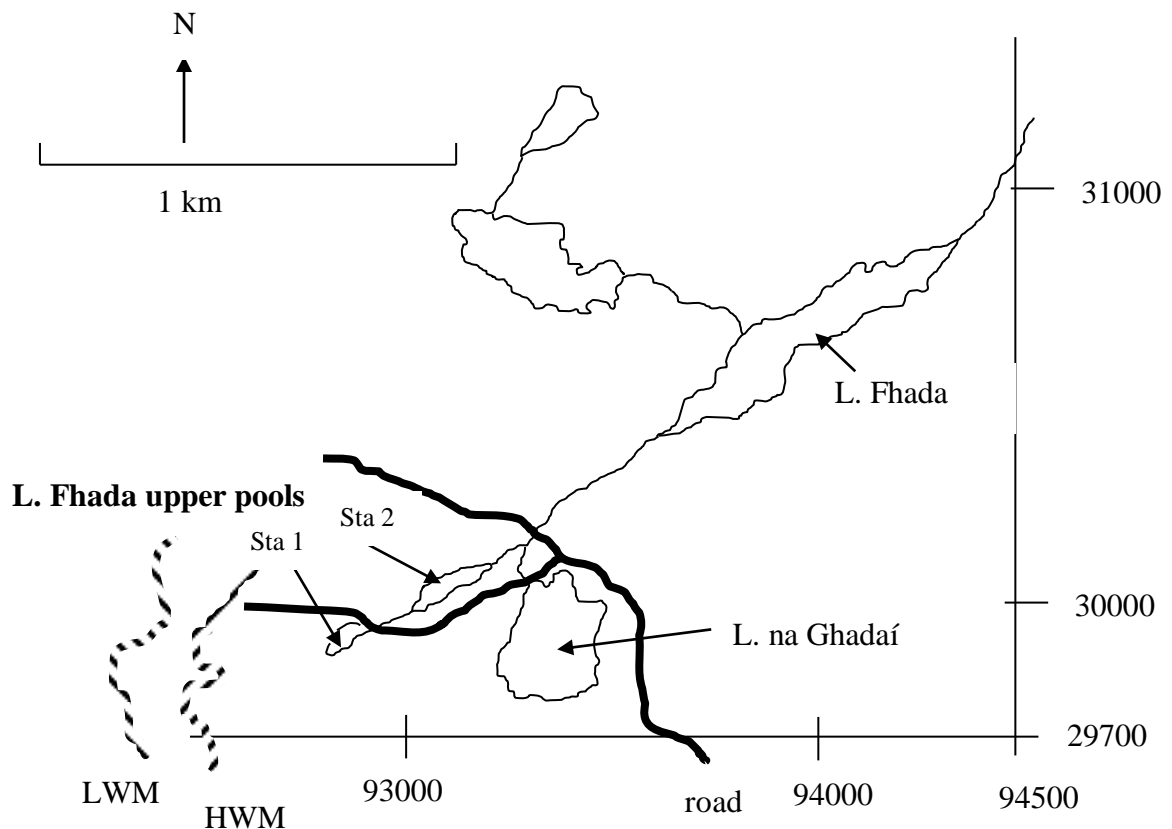 N
1 km
31000
L. Fhada
L. Fhada upper pools
Sta 2
Sta 1
30000
L. na Ghadaí
29700
LWM
HWM
93000
road
94000
94500